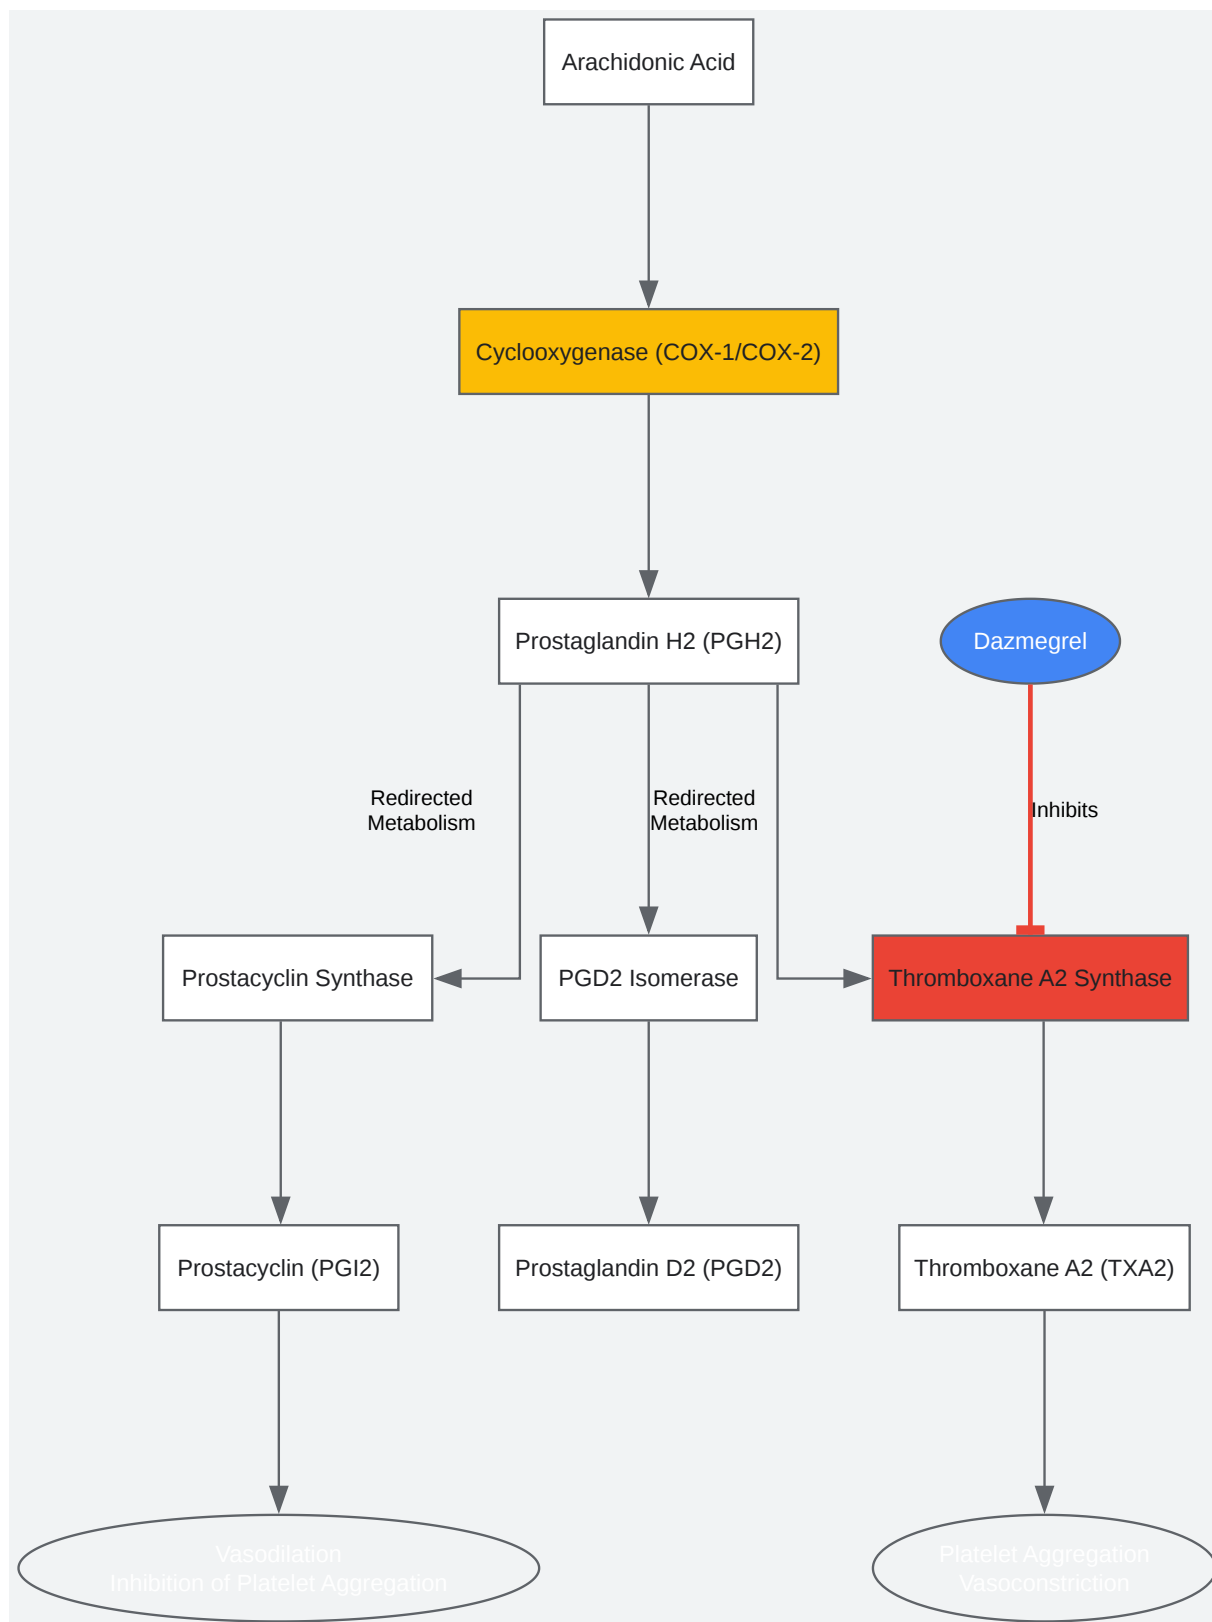 Arachidonic Acid
Cyclooxygenase (COX-1/COX-2)
Prostaglandin H2 (PGH2)
Dazmegrel
Redirected
Metabolism
Redirected
Metabolism
Inhibits
Prostacyclin Synthase
PGD2 Isomerase
Thromboxane A2 Synthase
Prostacyclin (PGI2)
Prostaglandin D2 (PGD2)
Thromboxane A2 (TXA2)
Vasodilation
Inhibition of Platelet Aggregation
Platelet Aggregation
Vasoconstriction